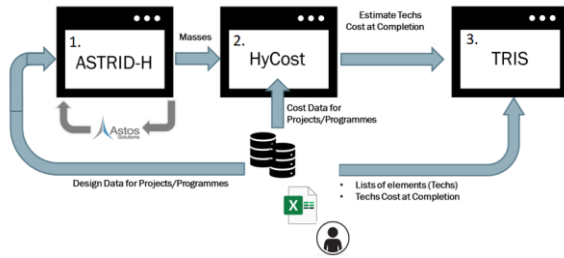 Estimate Techs
Cost at Completion
1.
ASTRID-H
Masses
2.
HyCost
3.
TRIS
Astos
Solutions
Cost Data for
Projects/Programmes
Design Data for Projects/Programmes
• Lists of elements (Techs)
• Techs Cost at Completion
X